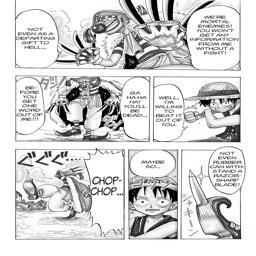 WE'RE
MORTAL
ENEMIES!
YOU WON'T
GET ANY
INFORMATION
FROM ME
WITHOUT A
FIGHT!
NOT
EVEN AS A
DEPARTING
GIFT TO
HELL...
WELL,
I'M
WILLING
TO
BEAT IT
OUT OF
YOU.
GA
HA HA
HA!
YOU'LL
BE
DEAD...
BE-
FORE
YOU
GET
ONE
WORD
OUT OF
ME!!!
NOT
EVEN
RUBBER
CAN WITH-
STAND A
RAZOR-
SHARP
BLADE!
MAYBE
SO...
CHOP-
CHOP...